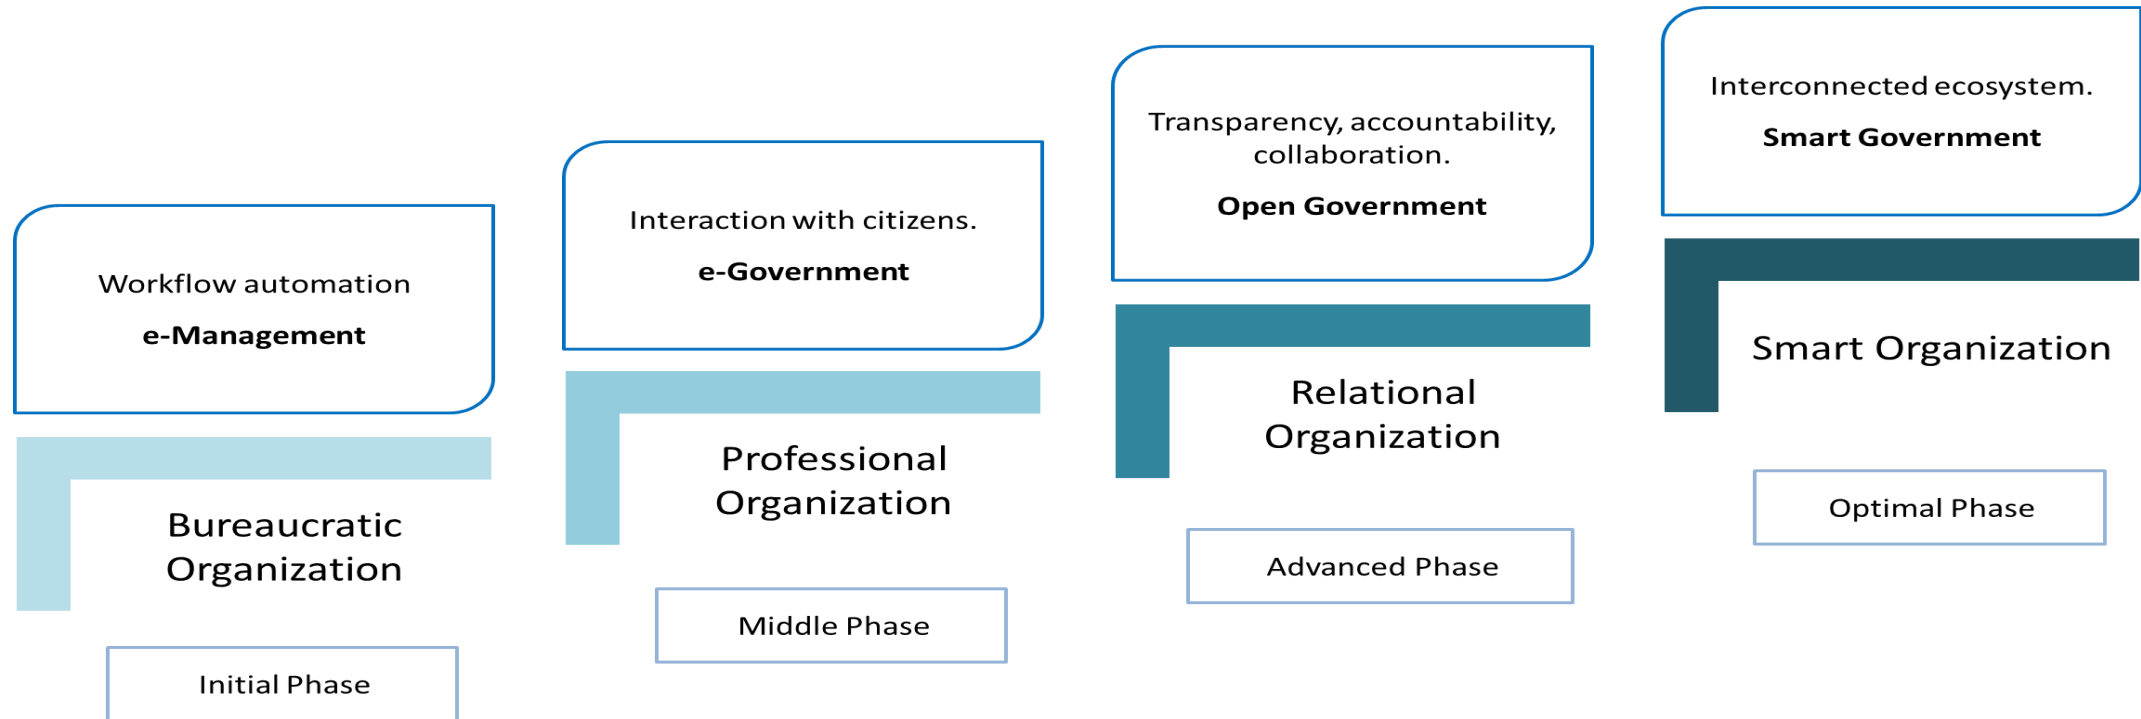 Workflow automation
e-Management
Bureaucratic
Organization
Initial Phase
Interaction with citizens.
e-Government
Professional
Organization
Middle Phase
Transparency, accountability,
collaboration.
Open Government
Relational
Organization
Advanced Phase
Interconnected ecosystem.
Smart Government
Smart Organization
Optimal Phase